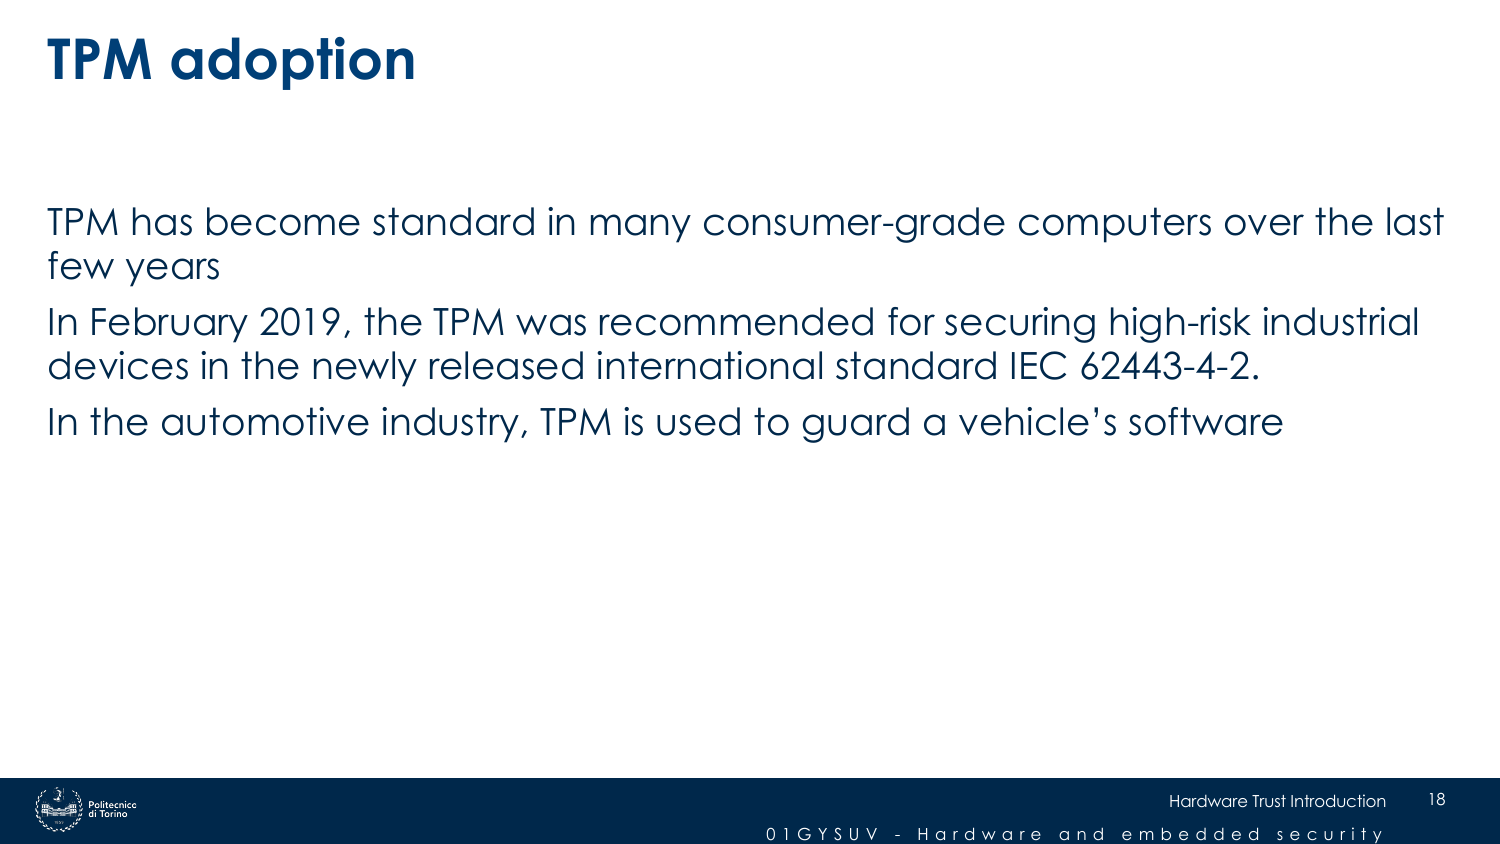 TPM adoption
TPM has become standard in many consumer-grade computers over the last
few years
In February 2019, the TPM was recommended for securing high-risk industrial
devices in the newly released international standard IEC 62443-4-2.
In the automotive industry, TPM is used to guard a vehicle’s software
Politecnico
di Torino
Hardware Trust Introduction
18
01GYSUV - Hardware and embedded security